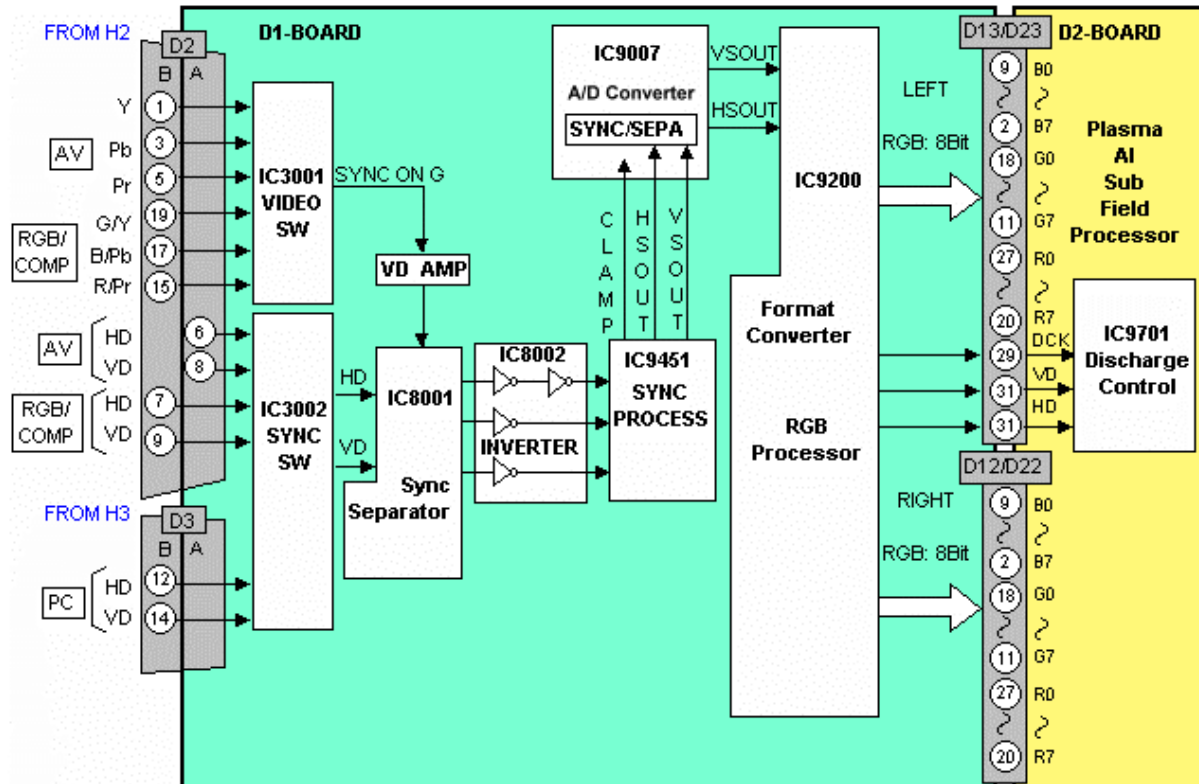 FROM H2
D2
B A
D1-BOARD
Y
1
AV
Pb
3
Pr
5
G/Y
19
RGB/
COMP
B/Pb
17
R/Pr
15
AV
HD
6
VD
8
RGB/
COMP
HD
7
VD
9
FROM H3
D3
B A
PC
HD
12
VD
14
IC3001
VIDEO
SW
SYNC ON G
VD AMP
IC3002
SYNC
SW
HD
VD
IC8001
Sync
Separator
IC8002
INVERTER
IC9451
SYNC
PROCESS
CLAMP
HSOUT
VSOUT
IC9007
A/D Converter
SYNC/SEPA
VSOUT
HSOUT
IC9200
Format
Converter
RGB
Processor
LEFT
RGB: 8Bit
RIGHT
RGB: 8Bit
D13/D23
D2-BOARD
9 B0
2 B7
18 G0
11 G7
27 R0
20 R7
29 DCK
31 VD
31 HD
Plasma
AI
Sub
Field
Processor
IC9701
Discharge
Control
D12/D22
9 B0
2 B7
18 G0
11 G7
27 R0
20 R7